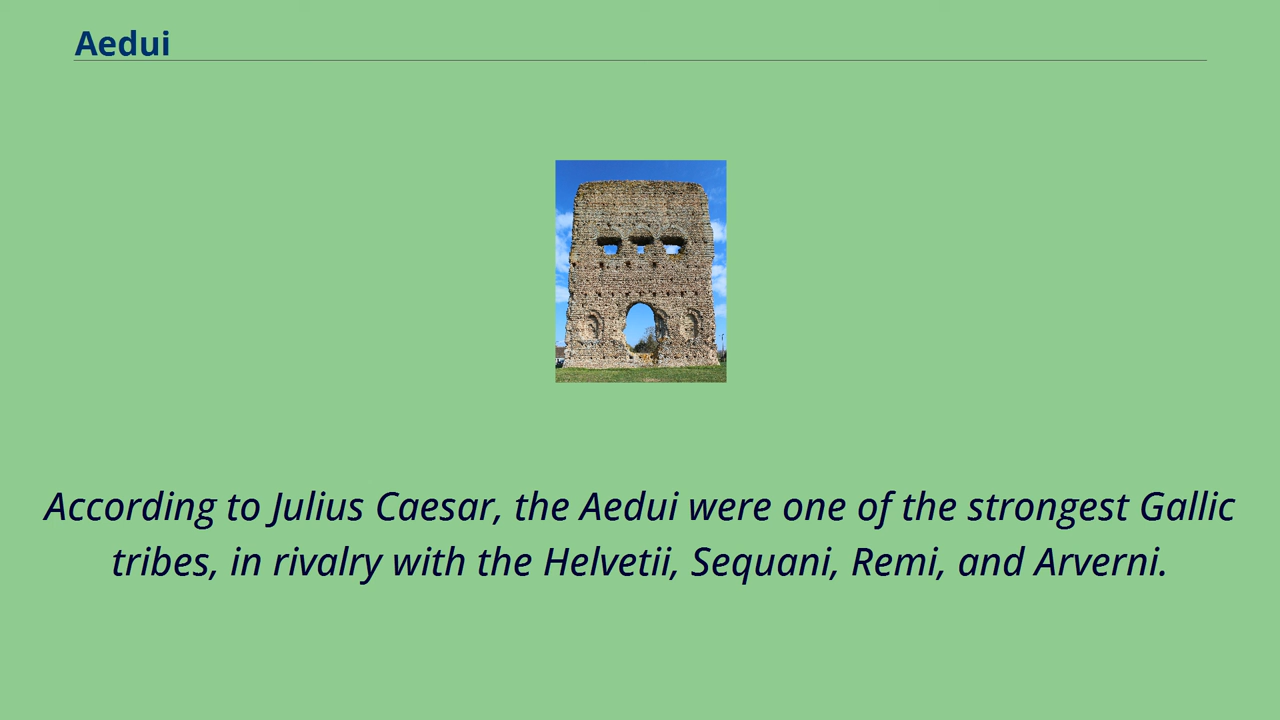 Aedui
According to Julius Caesar, the Aedui were one of the strongest Gallic
tribes, in rivalry with the Helvetii, Sequani, Remi, and Arverni.